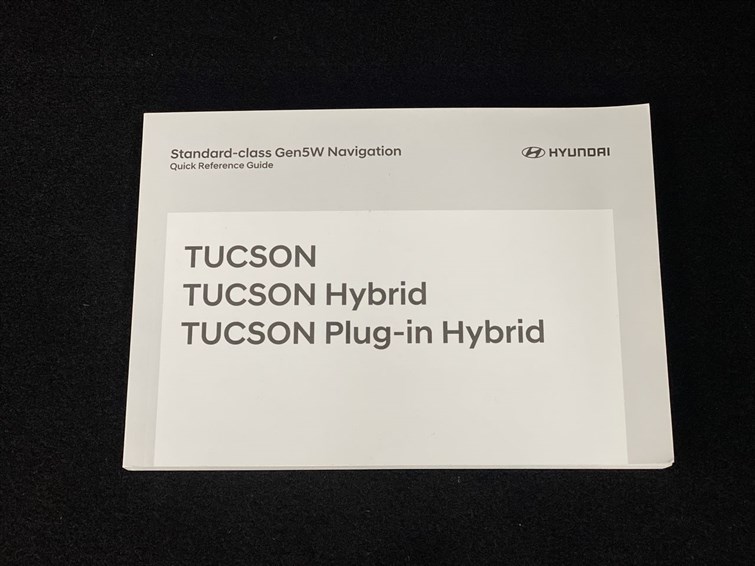 Standard-class Gen5W Navigation
Quick Reference Guide
HYUNDAI
TUCSON
TUCSON Hybrid
TUCSON Plug-in Hybrid